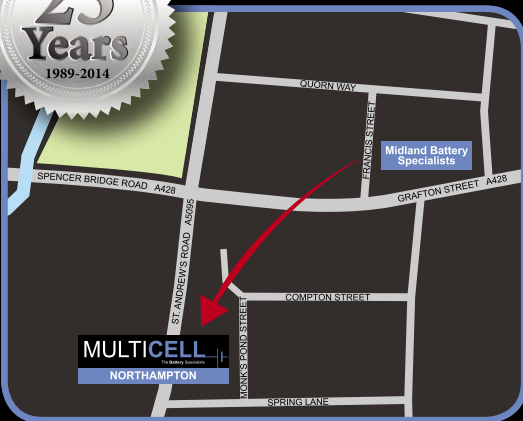 25
Years
1989-2014
QUORN WAY
FRANCIS STREET
Midland Battery
Specialists
SPENCER BRIDGE ROAD A428
GRAFTON STREET A428
ST. ANDREW'S ROAD A5095
COMPTON STREET
MONK'S POND STREET
MULTICELL
The Battery Specialists
NORTHAMPTON
SPRING LANE